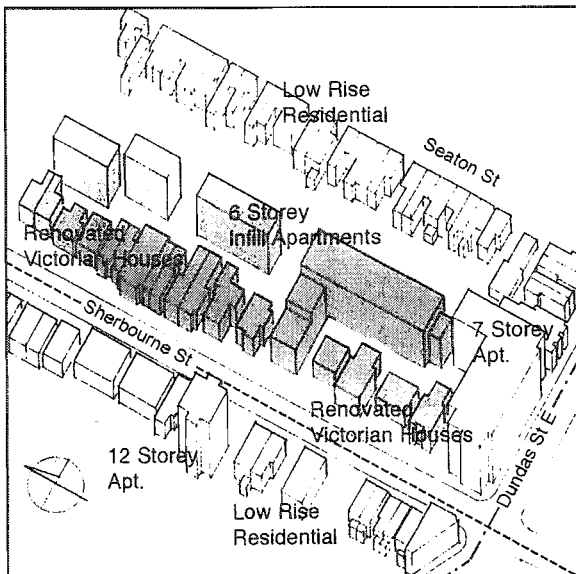 Low Rise
Residential
Seaton St
6 Storey
Infill Apartments
Renovated
Victorian Houses
Sherbourne St
7 Storey
Apt.
Renovated
Victorian Houses
12 Storey
Apt.
Dundas St E
Low Rise
Residential